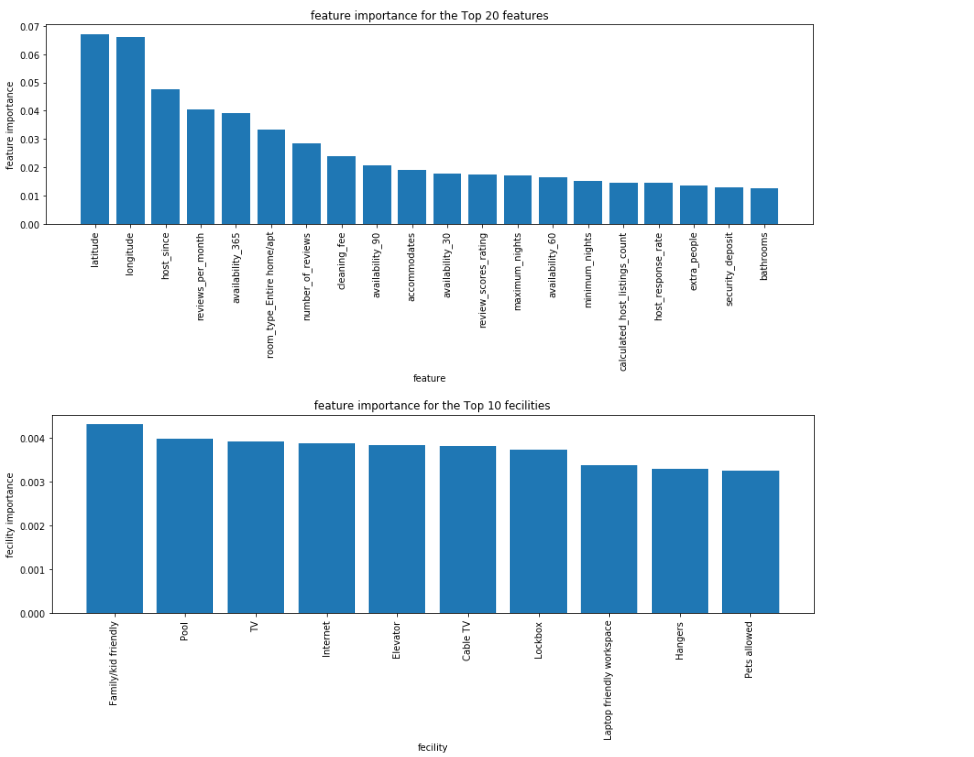 feature importance for the Top 20 features
feature importance
0.07
0.06
0.05
0.04
0.03
0.02
0.01
0.00
latitude
longitude
host_since
reviews_per_month
availability_365
room_type_Entire home/apt
number_of_reviews
cleaning_fee
availability_90
accommodates
availability_30
review_scores_rating
maximum_nights
availability_60
minimum_nights
calculated_host_listings_count
host_response_rate
extra_people
security_deposit
bathrooms
feature
feature importance for the Top 10 fecilities
fecility importance
0.004
0.003
0.002
0.001
0.000
Family/kid friendly
Pool
TV
Internet
Elevator
Cable TV
Lockbox
Laptop friendly workspace
Hangers
Pets allowed
fecility